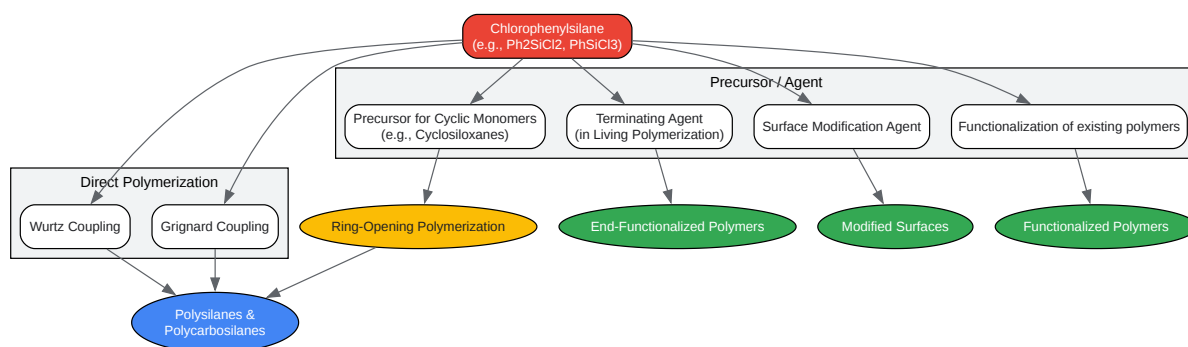 Chlorophenylsilane
(e.g., Ph2SiCl2, PhSiCl3)
Precursor / Agent
Precursor for Cyclic Monomers
(e.g., Cyclosiloxanes)
Terminating Agent
(in Living Polymerization)
Surface Modification Agent
Functionalization of existing polymers
Direct Polymerization
Wurtz Coupling
Grignard Coupling
Ring-Opening Polymerization
End-Functionalized Polymers
Modified Surfaces
Functionalized Polymers
Polysilanes &
Polycarbosilanes